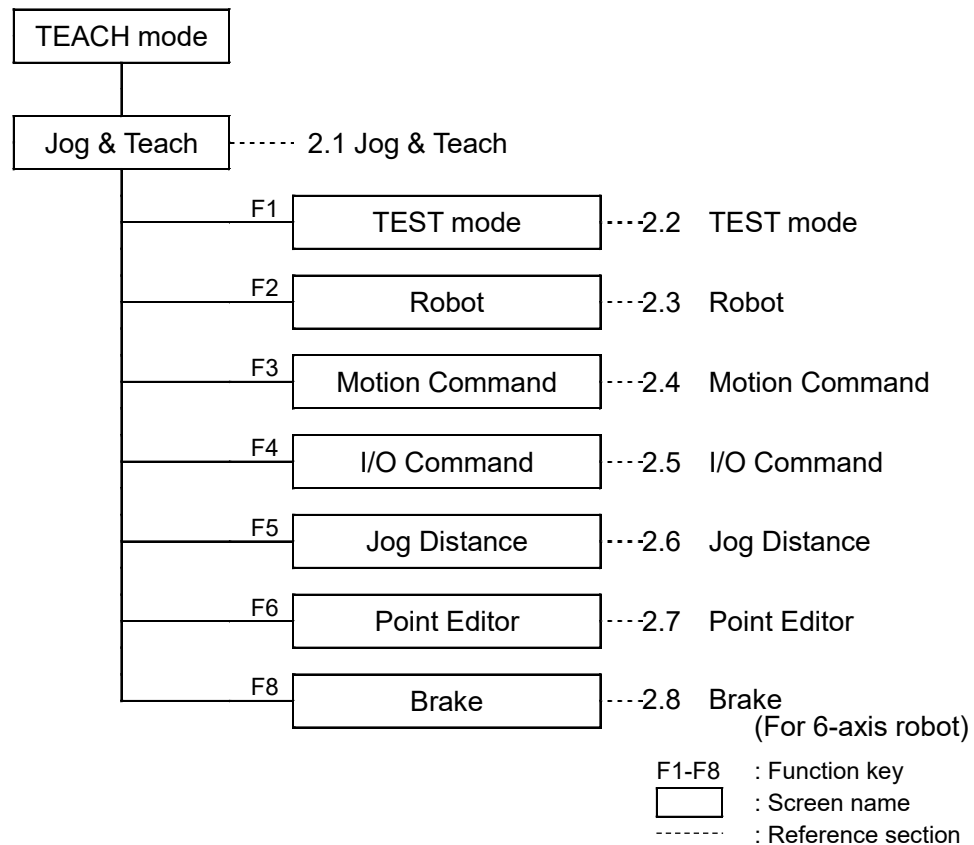 TEACH mode
Jog & Teach 2.1 Jog & Teach
F1 TEST mode 2.2 TEST mode
F2 Robot 2.3 Robot
F3 Motion Command 2.4 Motion Command
F4 I/O Command 2.5 I/O Command
F5 Jog Distance 2.6 Jog Distance
F6 Point Editor 2.7 Point Editor
F8 Brake 2.8 Brake
(For 6-axis robot)
F1-F8 : Function key
: Screen name
: Reference section